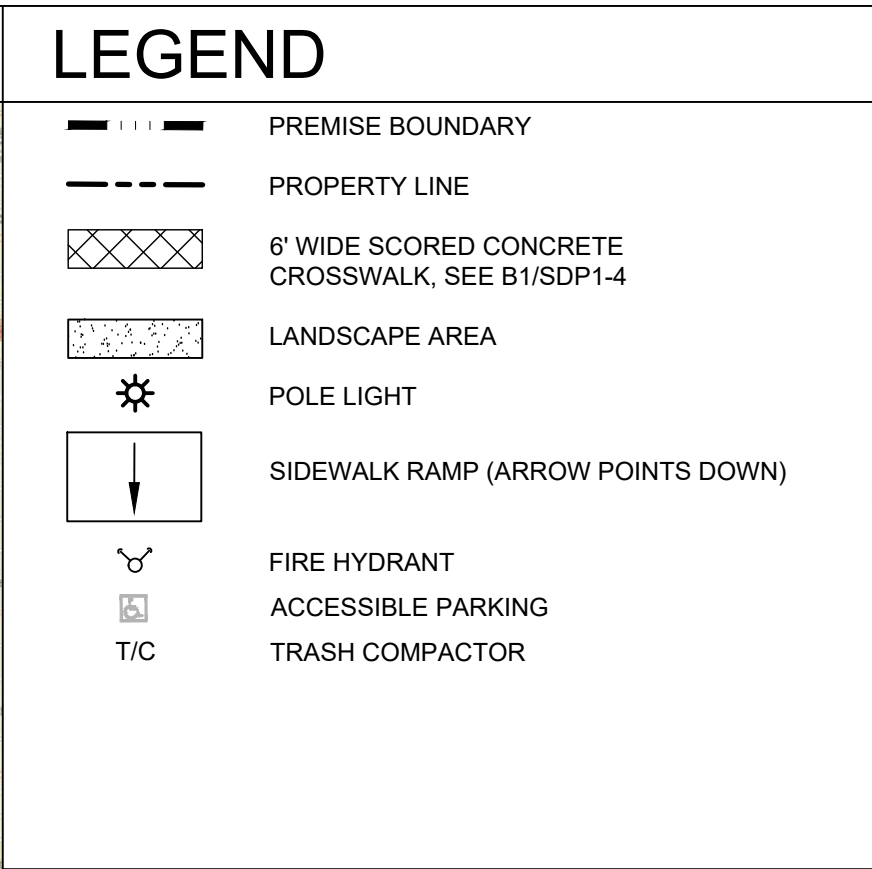 LEGEND
PREMISE BOUNDARY
PROPERTY LINE
6' WIDE SCORED CONCRETE
CROSSWALK, SEE B1/SDP1-4
LANDSCAPE AREA
POLE LIGHT
SIDEWALK RAMP (ARROW POINTS DOWN)
FIRE HYDRANT
ACCESSIBLE PARKING
T/C TRASH COMPACTOR